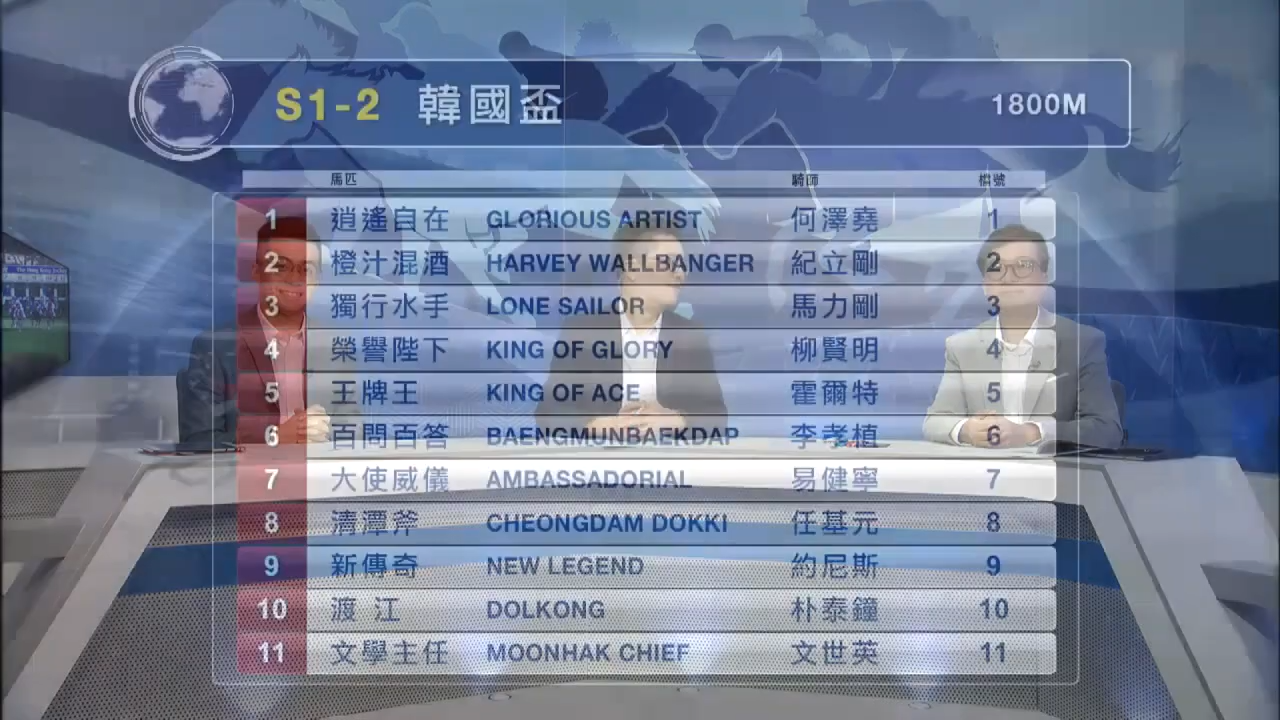 S1-2 韓國盃 1800M
馬匹 騎師 檔號
1 逍遙自在 GLORIOUS ARTIST 何澤堯 1
2 橙汁混酒 HARVEY WALLBANGER 紀立剛 2
3 獨行水手 LONE SAILOR 馬力剛 3
4 榮譽陛下 KING OF GLORY 柳賢明 4
5 王牌王 KING OF ACE 霍爾特 5
6 百問百答 BAENGMUNBAEKDAP 李孝植 6
7 大使威儀 AMBASSADORIAL 易健寧 7
8 清潭斧 CHEONGDAM DOKKI 任基元 8
9 新傳奇 NEW LEGEND 約尼斯 9
10 渡 江 DOLKONG 朴泰鐘 10
11 文學主任 MOONHAK CHIEF 文世英 11